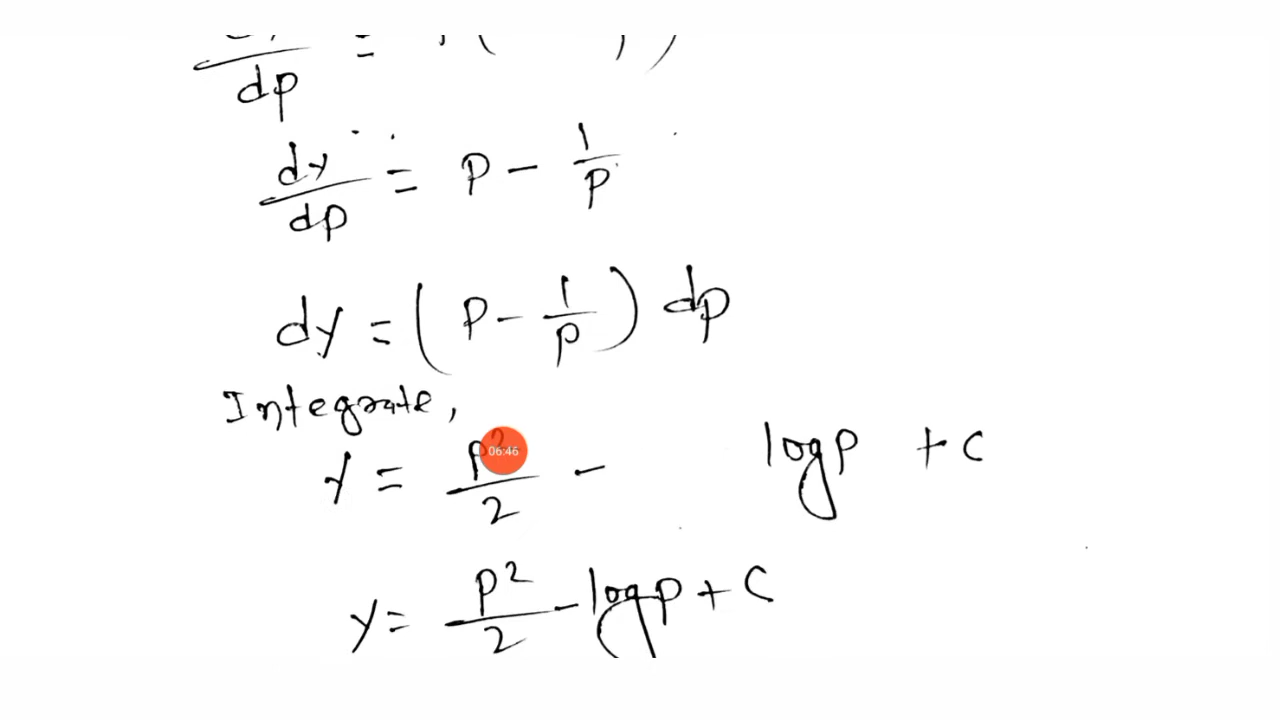 dp =
dy/dp = p - 1/p
dy = (p - 1/p) dp
Integrate,
y = p²/2 - log p + c
06:46
y = p²/2 - log p + c